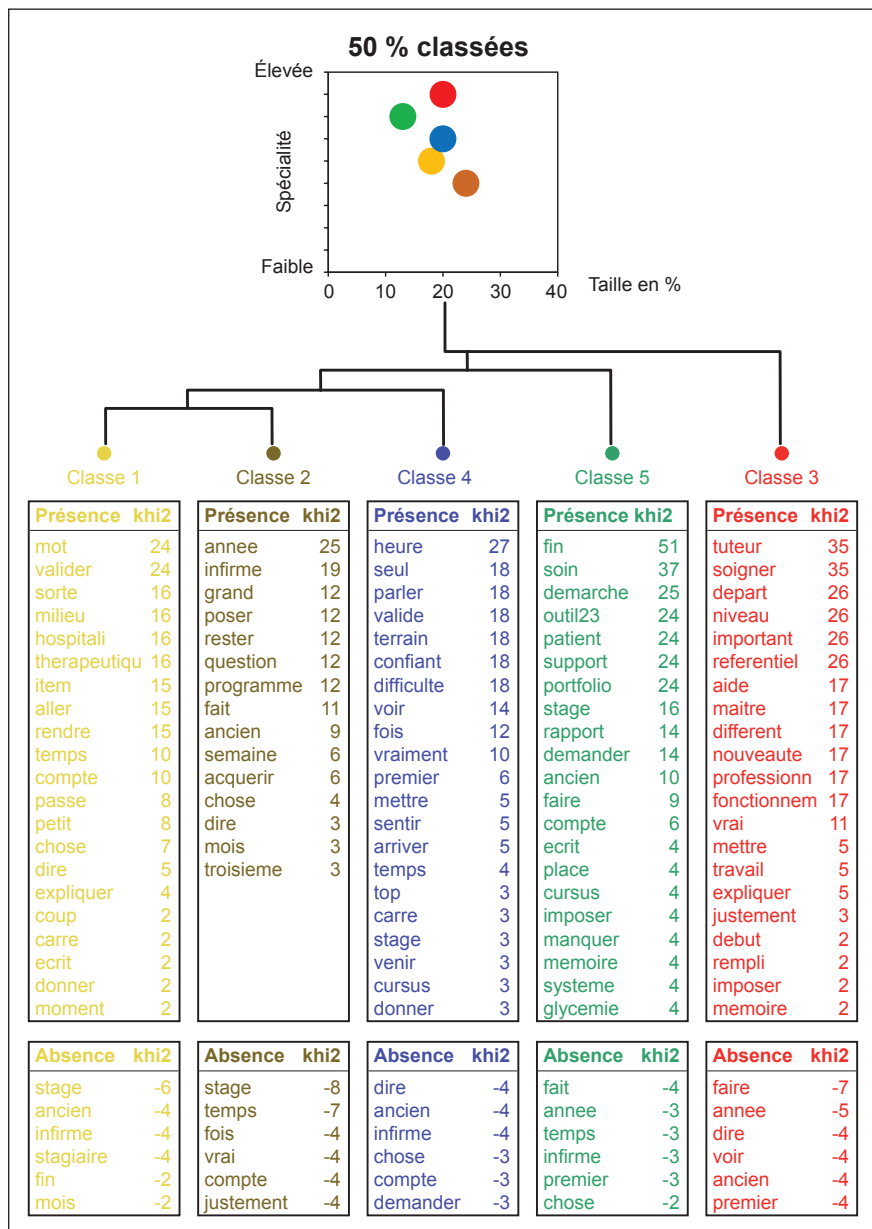 50 % classées
Élevée
Spécialité
Faible
0 10 20 30 40
Taille en %
Classe 1 Classe 2 Classe 4 Classe 5 Classe 3
Présence khi2
mot 24
valider 24
sorte 16
milieu 16
hospitali 16
therapeutiqu 16
item 15
aller 15
rendre 15
temps 10
compte 10
passe 8
petit 8
chose 7
dire 5
expliquer 4
coup 2
carre 2
ecrit 2
donner 2
moment 2
Présence khi2
annee 25
infirme 19
grand 12
poser 12
rester 12
question 12
programme 12
fait 11
ancien 9
semaine 6
acquerir 6
chose 4
dire 3
mois 3
troisieme 3
Présence khi2
heure 27
seul 18
parler 18
valide 18
terrain 18
confiant 18
difficulte 18
voir 14
fois 12
vraiment 10
premier 6
mettre 5
sentir 5
arriver 5
temps 4
top 3
carre 3
stage 3
venir 3
cursus 3
donner 3
Présence khi2
fin 51
soin 37
demarche 25
outil23 24
patient 24
support 24
portfolio 24
stage 16
rapport 14
demander 14
ancien 10
faire 9
compte 6
ecrit 4
place 4
cursus 4
imposer 4
manquer 4
memoire 4
systeme 4
glycemie 4
Présence khi2
tuteur 35
soigner 35
depart 26
niveau 26
important 26
referentiel 26
aide 17
maitre 17
different 17
nouveaute 17
professionn 17
fonctionnem 17
vrai 11
mettre 5
travail 5
expliquer 5
justement 3
debut 2
rempli 2
imposer 2
memoire 2
Absence khi2
stage -6
ancien -4
infirme -4
stagiaire -4
fin -2
mois -2
Absence khi2
stage -8
temps -7
fois -4
vrai -4
compte -4
justement -4
Absence khi2
dire -4
ancien -4
infirme -4
chose -3
compte -3
demander -3
Absence khi2
fait -4
annee -3
temps -3
infirme -3
premier -3
chose -2
Absence khi2
faire -7
annee -5
dire -4
voir -4
ancien -4
premier -4